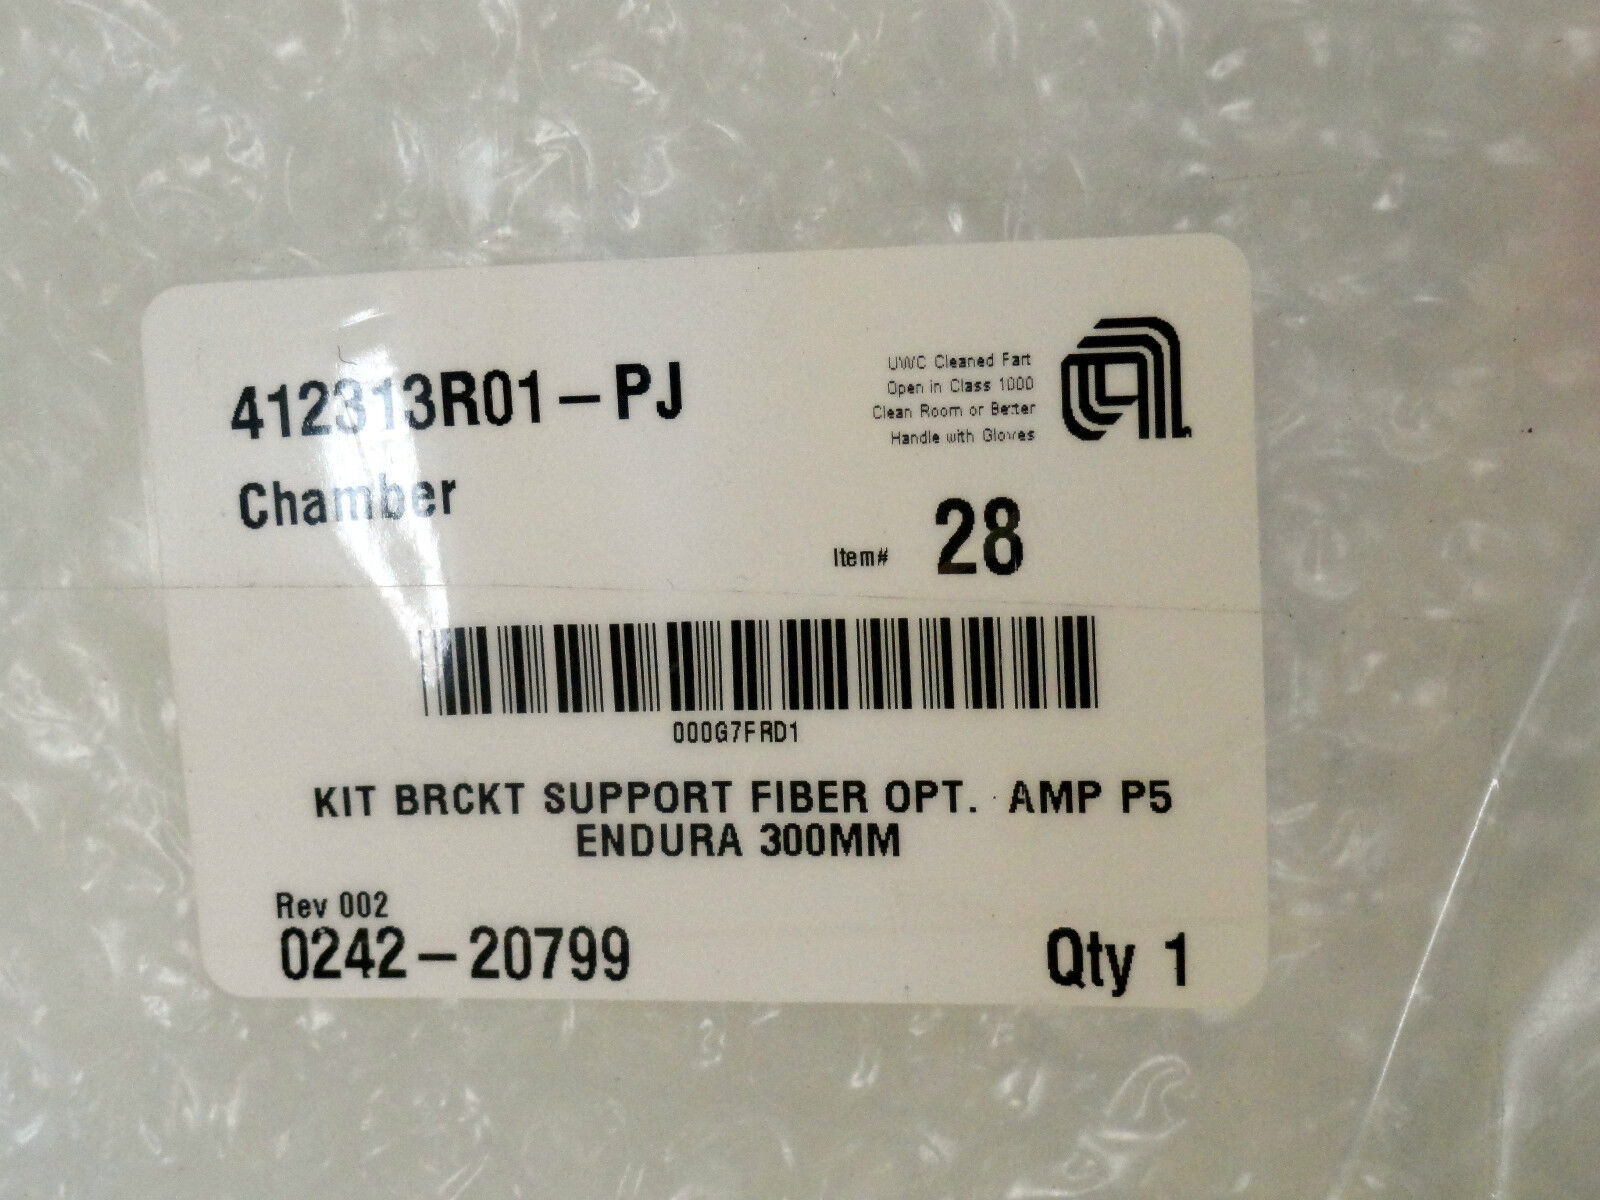 412313R01-PJ
UWC Cleaned Part
Open in Class 1000
Clean Room or Better
Handle with Gloves
Chamber
Item# 28
000G7FRD1
KIT BRCKT SUPPORT FIBER OPT. AMP P5
ENDURA 300MM
Rev 002
0242-20799
Qty 1